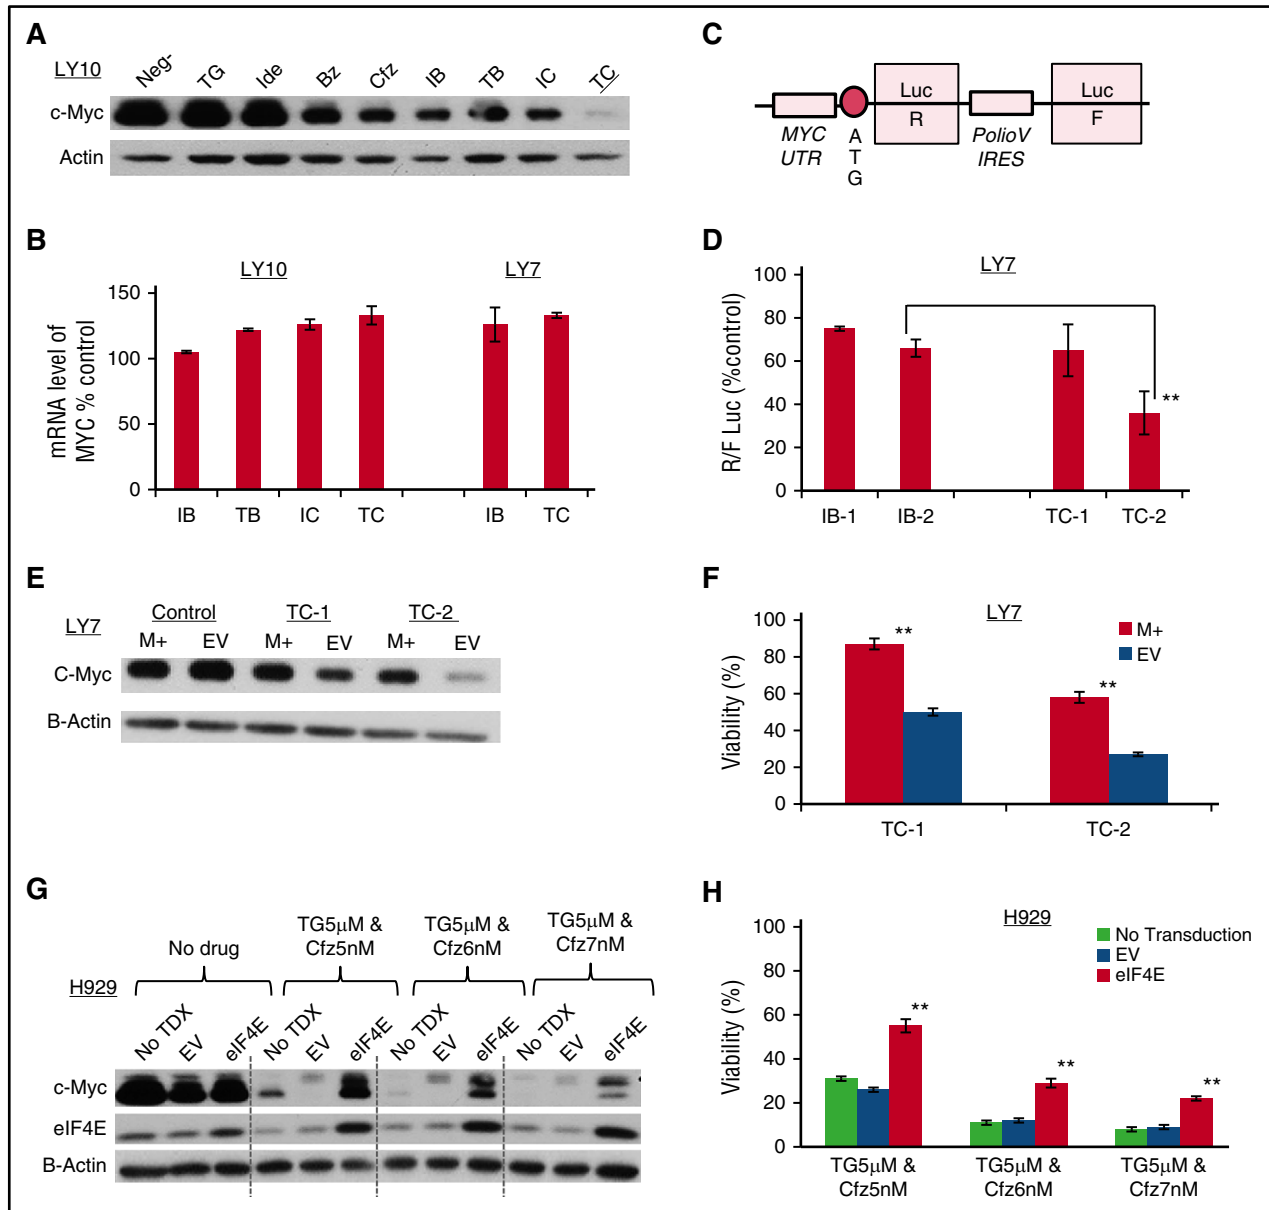 A
LY10
Neg-
TG
Ide
Bz
Cfz
IB
TB
IC
TC
c-Myc
Actin
B
LY10
LY7
mRNA level of
MYC % control
150
100
50
0
IB
TB
IC
TC
IB
TC
C
Luc
R
Luc
F
MYC
UTR
A
T
G
PolioV
IRES
D
LY7
R/F Luc (%control)
100
80
60
40
20
0
**
IB-1
IB-2
TC-1
TC-2
E
LY7
Control
TC-1
TC-2
M+
EV
M+
EV
M+
EV
C-Myc
B-Actin
F
LY7
Viability (%)
100
80
60
40
20
0
**
**
M+
EV
TC-1
TC-2
G
H929
No drug
TG5μM &
Cfz5nM
TG5μM &
Cfz6nM
TG5μM &
Cfz7nM
No TDX
EV
eIF4E
No TDX
EV
eIF4E
No TDX
EV
eIF4E
No TDX
EV
eIF4E
c-Myc
eIF4E
B-Actin
H
H929
Viability (%)
100
80
60
40
20
0
**
**
**
No Transduction
EV
eIF4E
TG5μM &
Cfz5nM
TG5μM &
Cfz6nM
TG5μM &
Cfz7nM